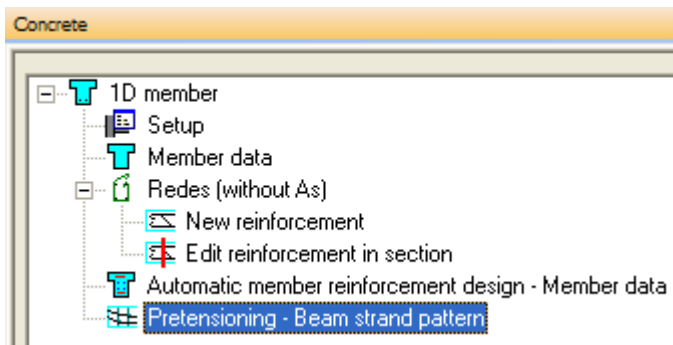 Concrete
1D member
Setup
Member data
Redes (without As)
New reinforcement
Edit reinforcement in section
Automatic member reinforcement design - Member data
Pretensioning - Beam strand pattern